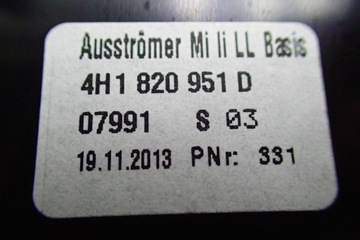 Ausströmer Mi li LL Basis
4H1 820 951 D
07991 S 03
19.11.2013 PNr: 331